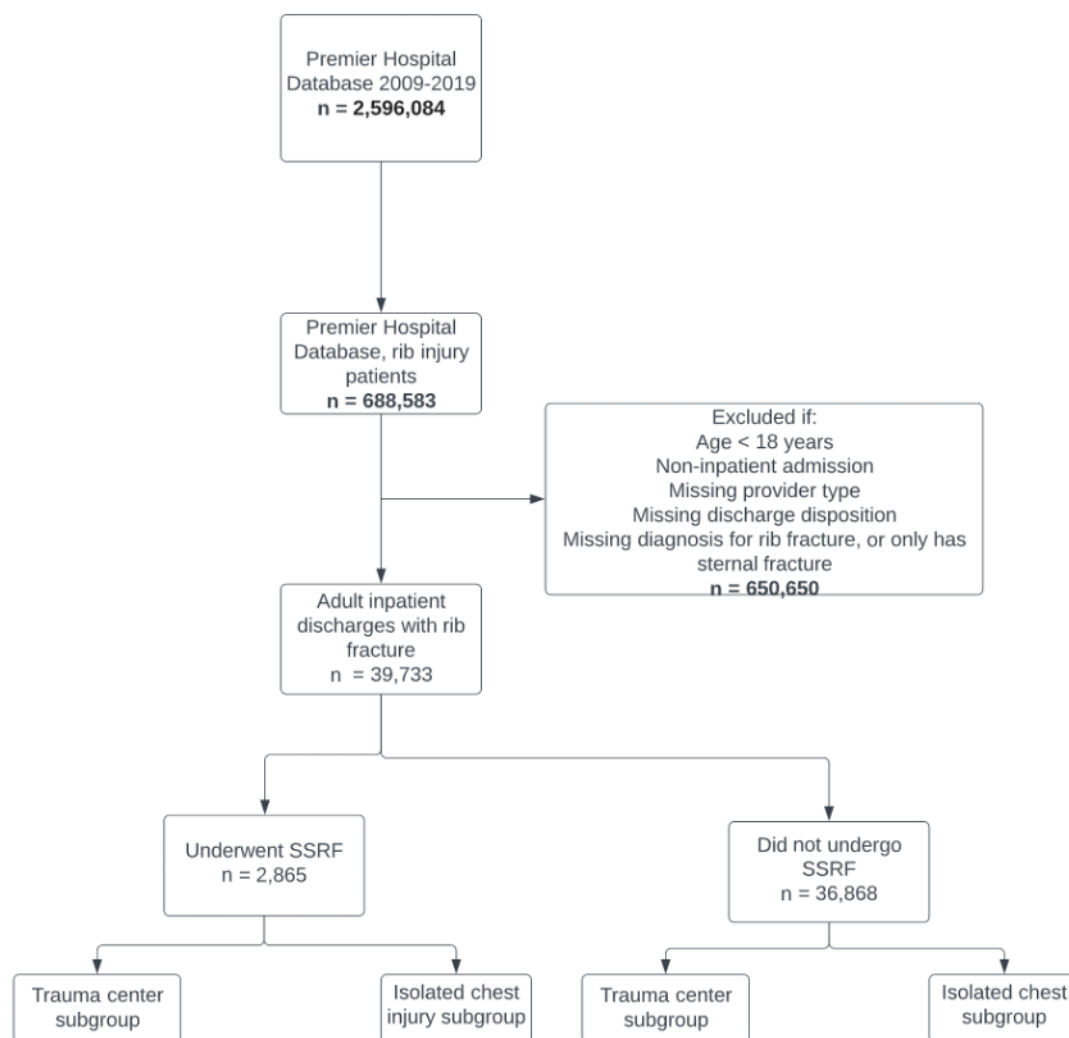 Premier Hospital
Database 2009-2019
n = 2,596,084
Premier Hospital
Database, rib injury
patients
n = 688,583
Excluded if:
Age < 18 years
Non-inpatient admission
Missing provider type
Missing discharge disposition
Missing diagnosis for rib fracture, or only has
sternal fracture
n = 650,650
Adult inpatient
discharges with rib
fracture
n = 39,733
Underwent SSRF
n = 2,865
Did not undergo
SSRF
n = 36,868
Trauma center
subgroup
Isolated chest
injury subgroup
Trauma center
subgroup
Isolated chest
subgroup